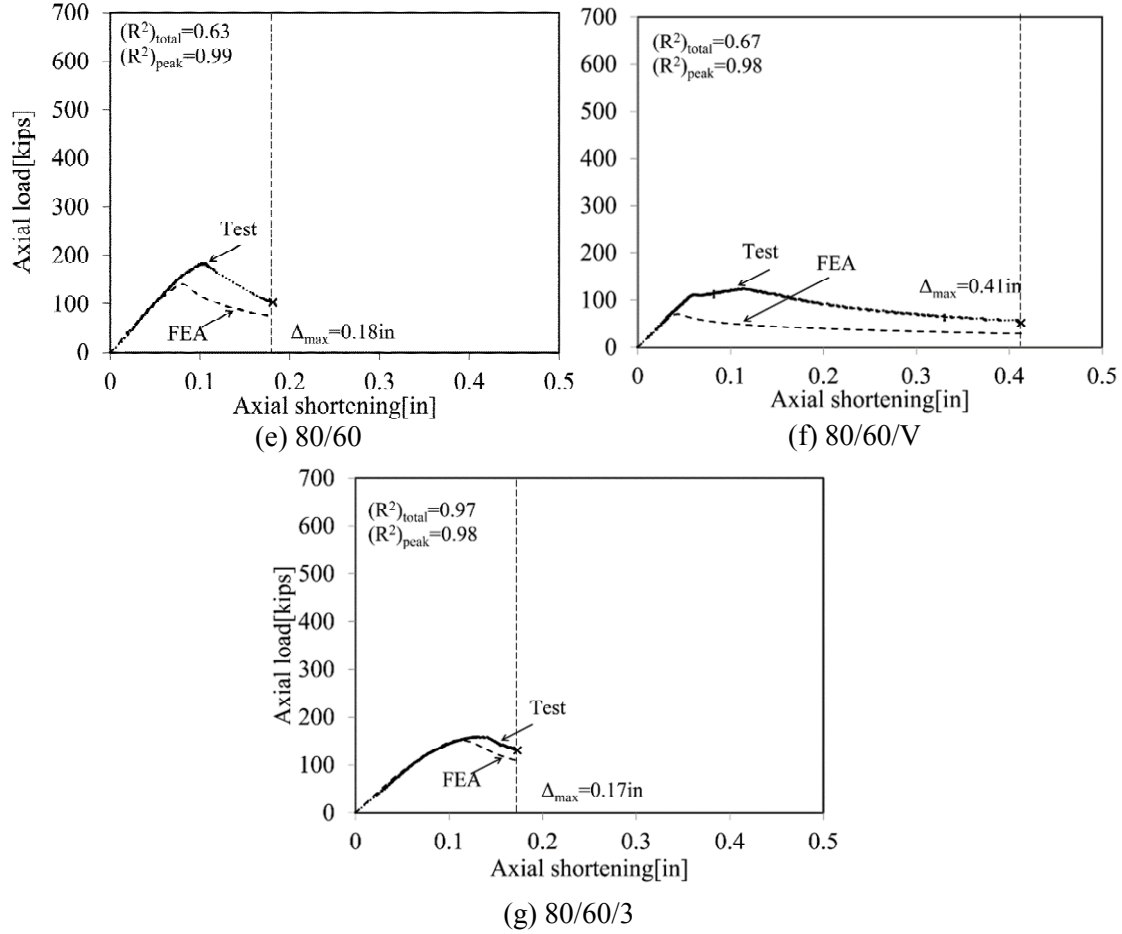 700
600
500
400
300
200
100
0
Axial load[kips]
(R²)total=0.63
(R²)peak=0.99
Test
FEA
Δmax=0.18in
0 0.1 0.2 0.3 0.4 0.5
Axial shortening[in]
(e) 80/60
700
600
500
400
300
200
100
0
(R²)total=0.67
(R²)peak=0.98
Test
FEA
Δmax=0.41in
0 0.1 0.2 0.3 0.4 0.5
Axial shortening[in]
(f) 80/60/V
700
600
500
400
300
200
100
0
Axial load[kips]
(R²)total=0.97
(R²)peak=0.98
Test
FEA
Δmax=0.17in
0 0.1 0.2 0.3 0.4 0.5
Axial shortening[in]
(g) 80/60/3